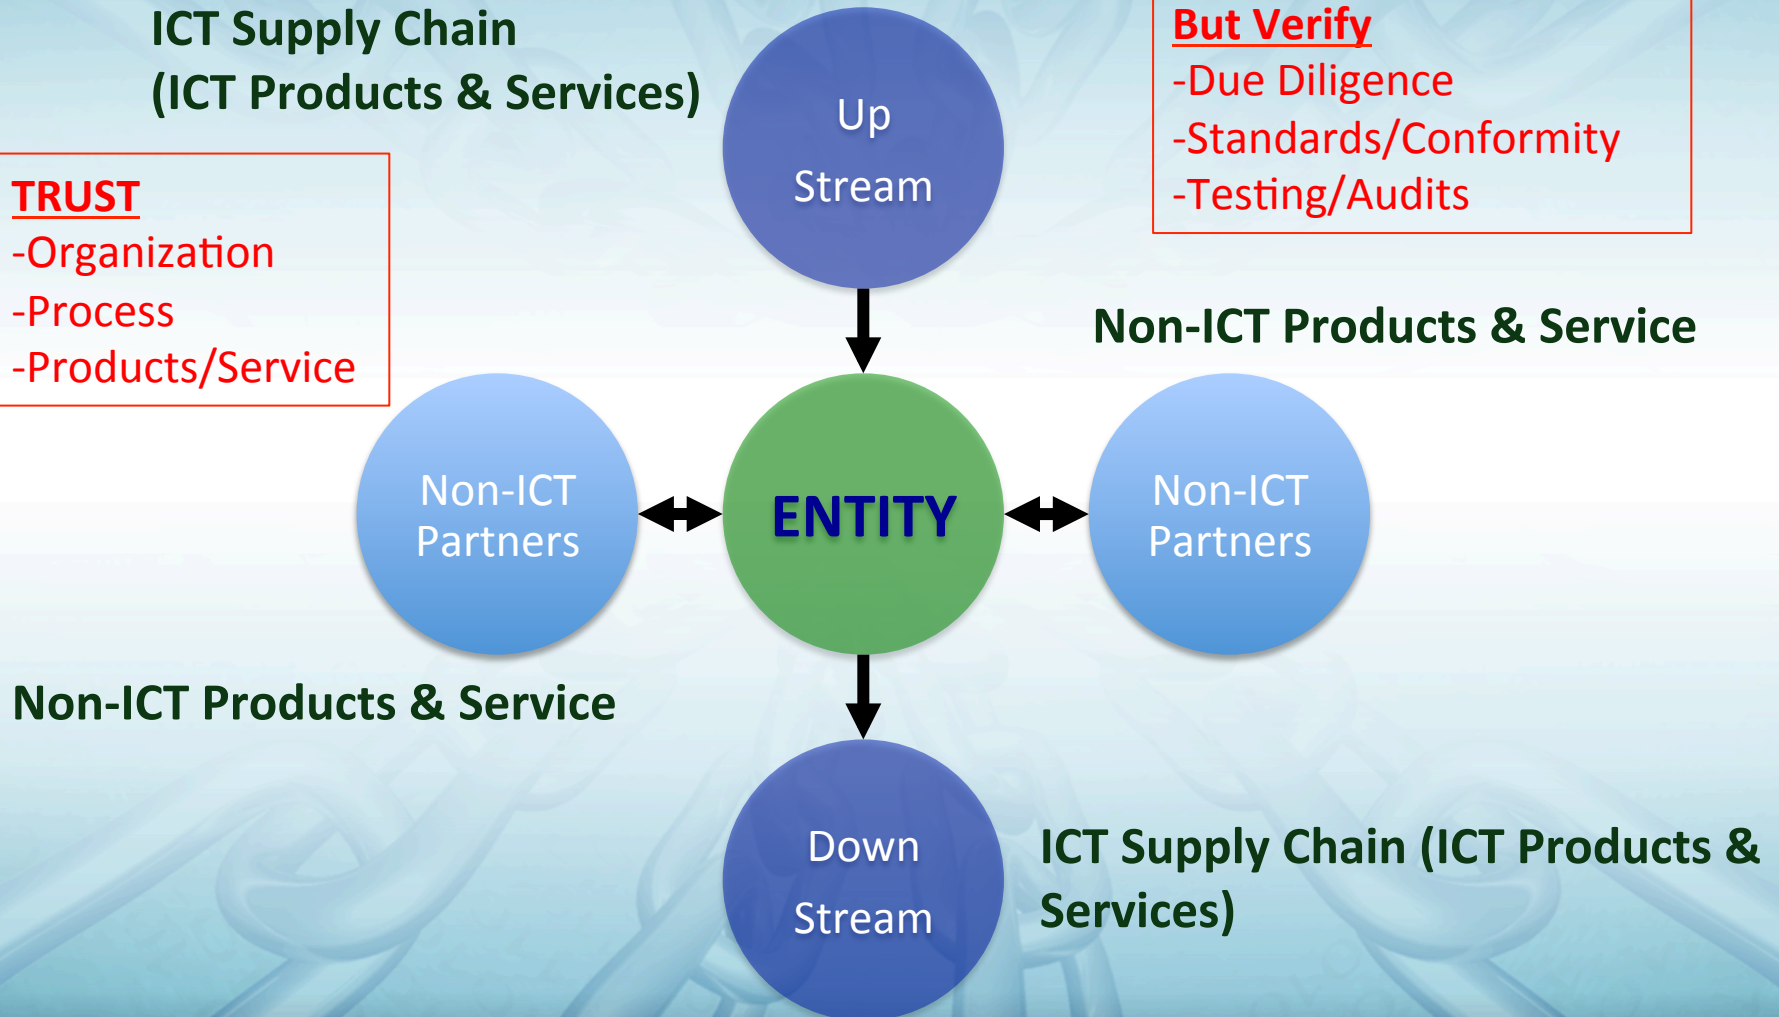 ICT Supply Chain
(ICT Products & Services)
But Verify
-Due Diligence
-Standards/Conformity
-Testing/Audits
Up
Stream
TRUST
-Organization
-Process
-Products/Service
Non-ICT Products & Service
Non-ICT
Partners
ENTITY
Non-ICT
Partners
Non-ICT Products & Service
Down
Stream
ICT Supply Chain (ICT Products &
Services)